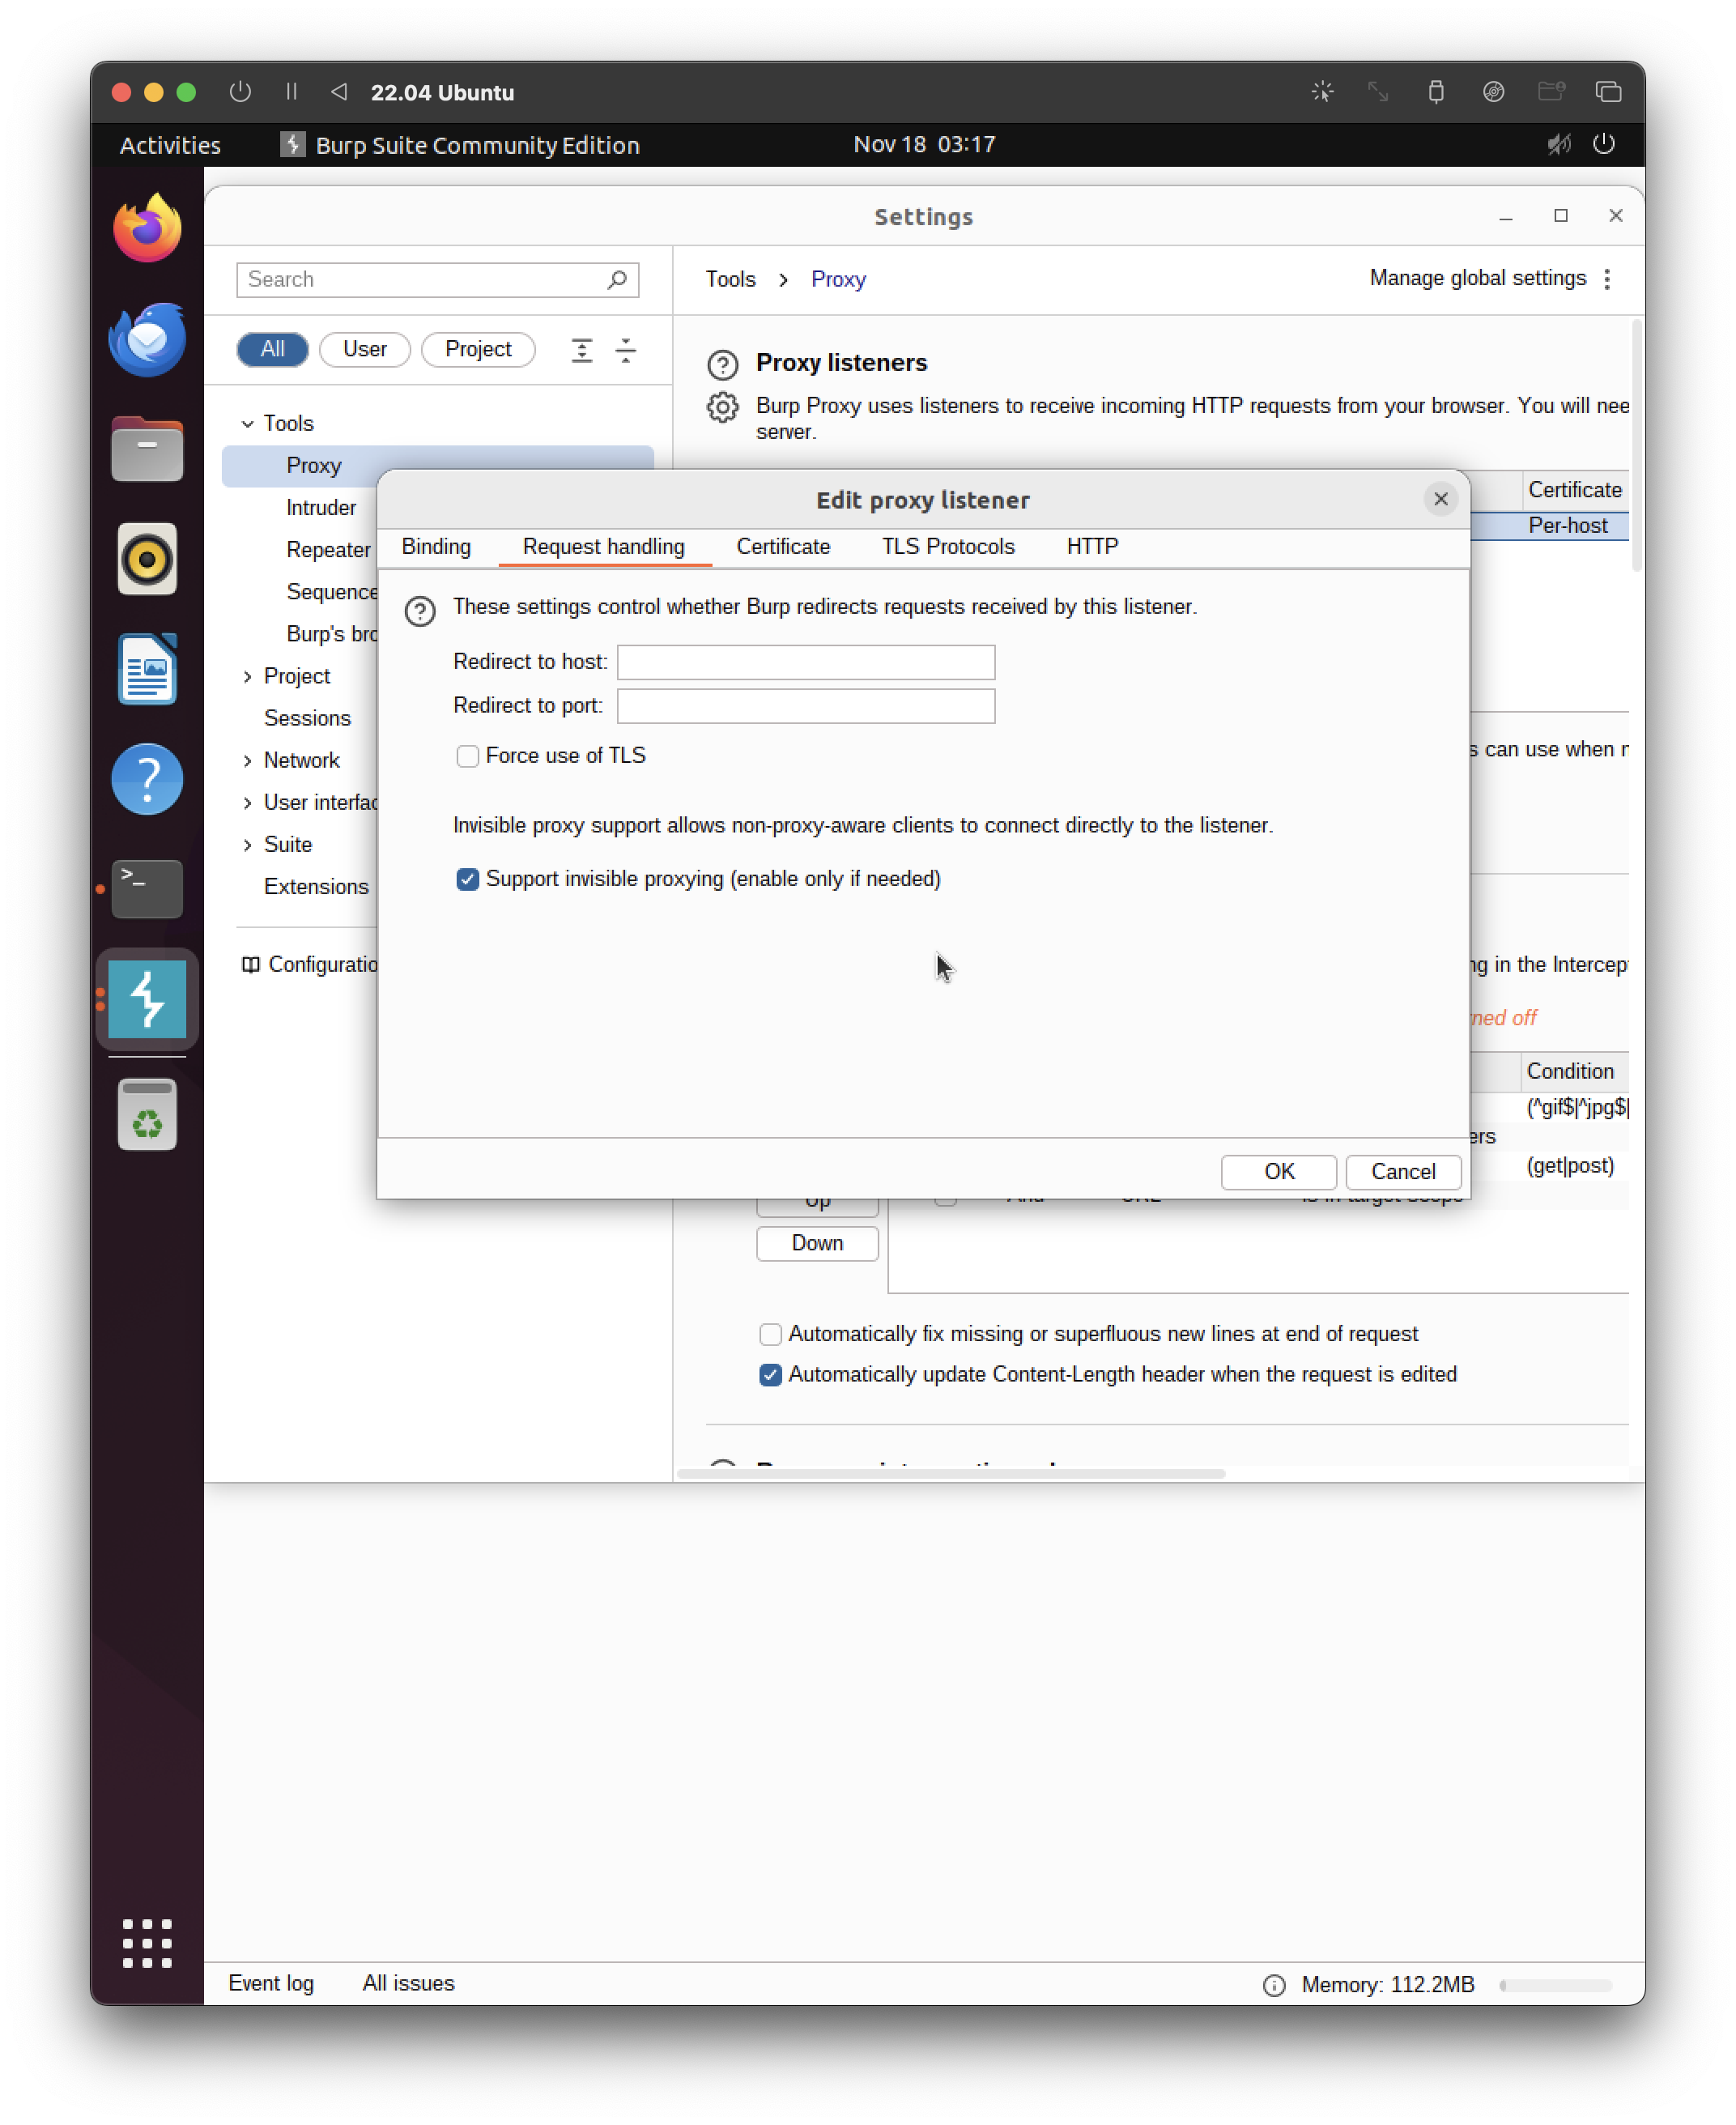 22.04 Ubuntu
Activities
Burp Suite Community Edition
Nov 18 03:17
Settings
Search
Tools > Proxy
Manage global settings
All
User
Project
Proxy listeners
Burp Proxy uses listeners to receive incoming HTTP requests from your browser. You will nee
server.
Tools
Proxy
Intruder
Repeater
Sequence
Burp's bro
Project
Sessions
Network
User interfac
Suite
Extensions
Configuratio
Certificate
Per-host
Edit proxy listener
Binding
Request handling
Certificate
TLS Protocols
HTTP
These settings control whether Burp redirects requests received by this listener.
Redirect to host:
Redirect to port:
Force use of TLS
Invisible proxy support allows non-proxy-aware clients to connect directly to the listener.
Support invisible proxying (enable only if needed)
OK
Cancel
s can use when n
ng in the Intercep
ned off
Condition
(^gif$|^jpg$|
ers
(get|post)
Up
And
URL
Is in target scope
Down
Automatically fix missing or superfluous new lines at end of request
Automatically update Content-Length header when the request is edited
Event log
All issues
Memory: 112.2MB